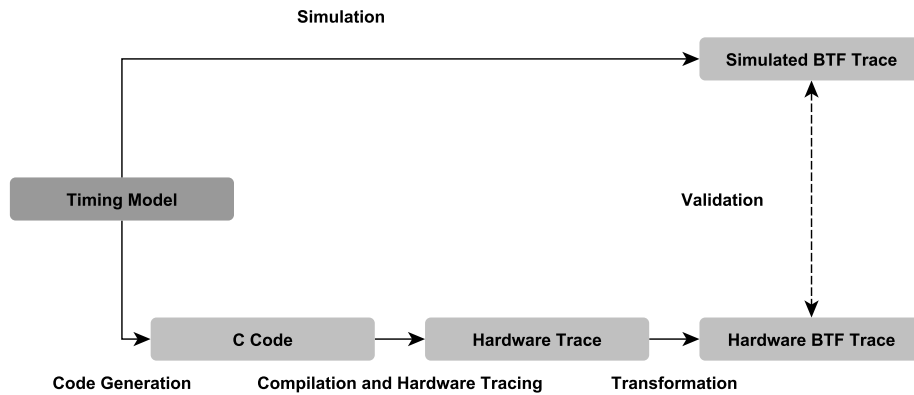 Simulation
Simulated BTF Trace
Timing Model
Validation
C Code
Hardware Trace
Hardware BTF Trace
Code Generation
Compilation and Hardware Tracing
Transformation